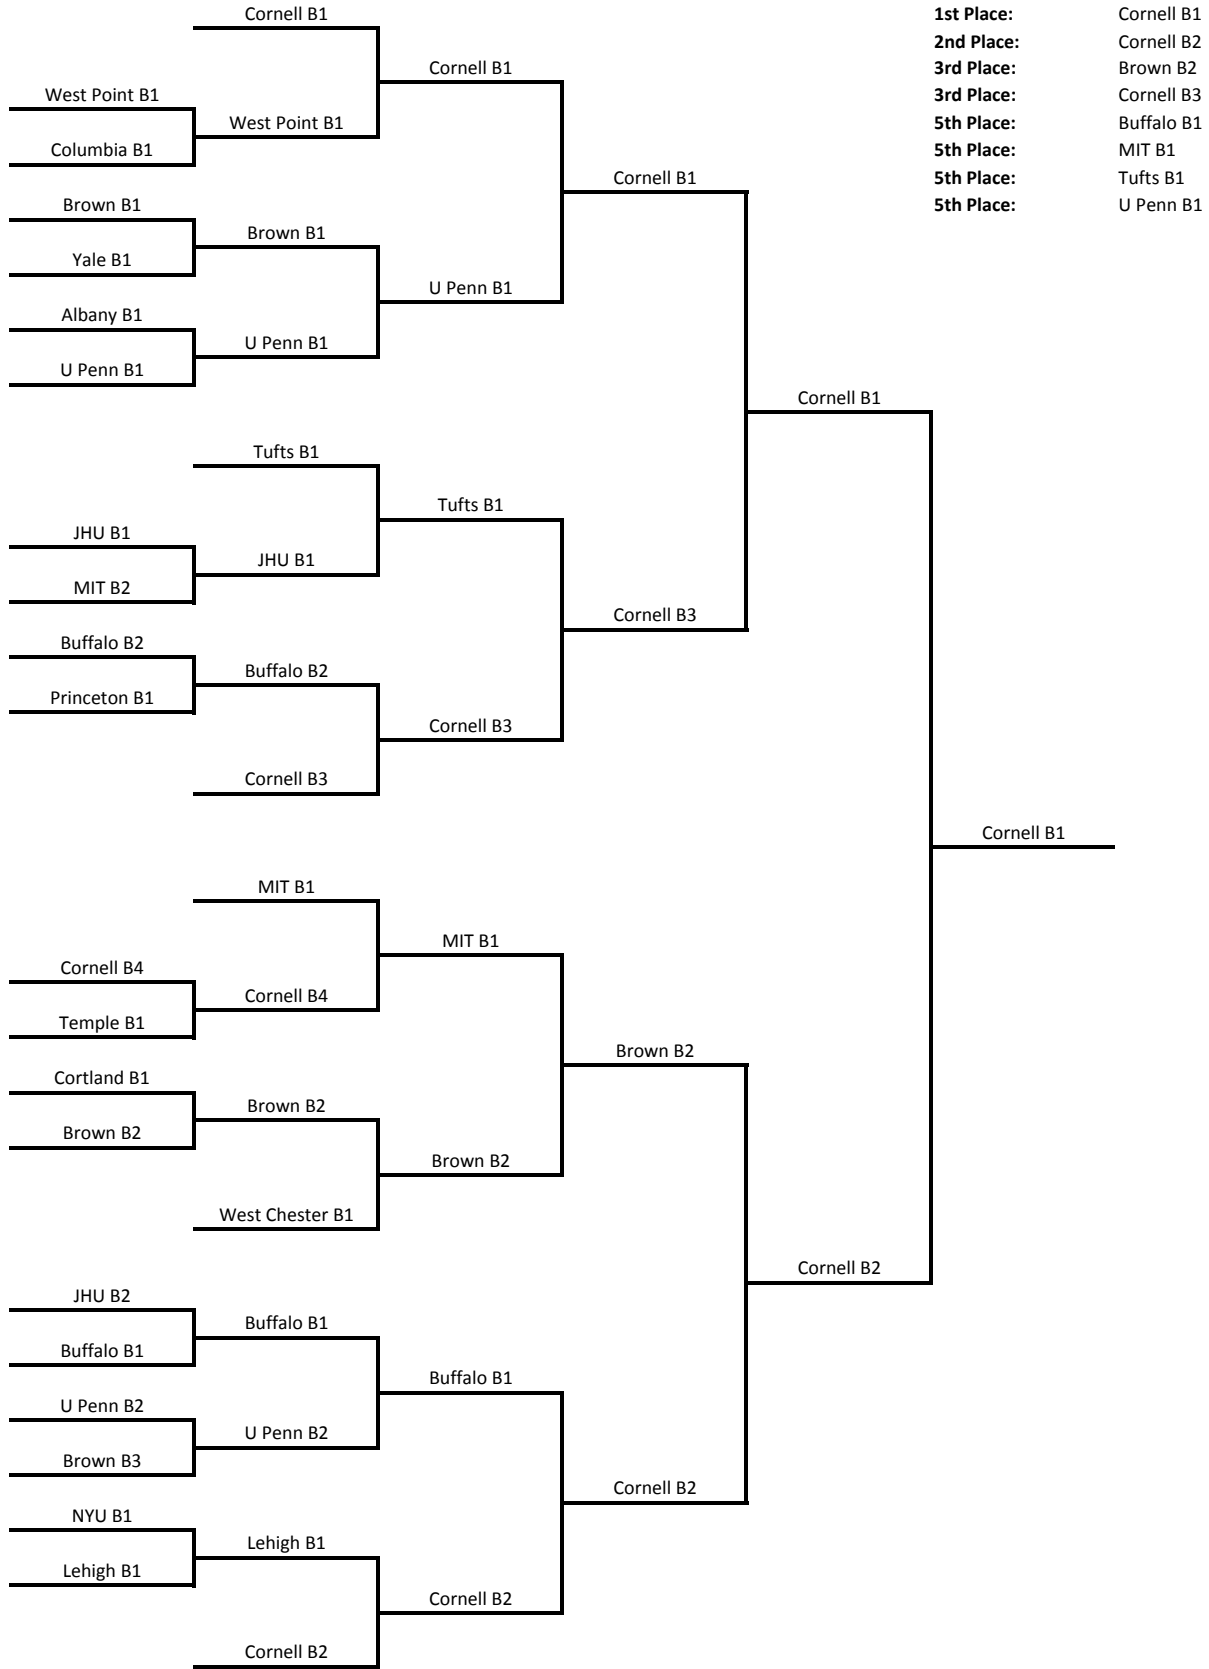 Cornell B1
1st Place: Cornell B1
2nd Place: Cornell B2
Cornell B1
3rd Place: Brown B2
West Point B1
3rd Place: Cornell B3
West Point B1
5th Place: Buffalo B1
Columbia B1
5th Place: MIT B1
Cornell B1
5th Place: Tufts B1
Brown B1
5th Place: U Penn B1
Brown B1
Yale B1
U Penn B1
Albany B1
U Penn B1
U Penn B1
Cornell B1
Tufts B1
Tufts B1
JHU B1
JHU B1
MIT B2
Cornell B3
Buffalo B2
Buffalo B2
Princeton B1
Cornell B3
Cornell B3
Cornell B1
MIT B1
MIT B1
Cornell B4
Cornell B4
Temple B1
Brown B2
Cortland B1
Brown B2
Brown B2
Brown B2
West Chester B1
Cornell B2
JHU B2
Buffalo B1
Buffalo B1
Buffalo B1
U Penn B2
U Penn B2
Brown B3
Cornell B2
NYU B1
Lehigh B1
Lehigh B1
Cornell B2
Cornell B2